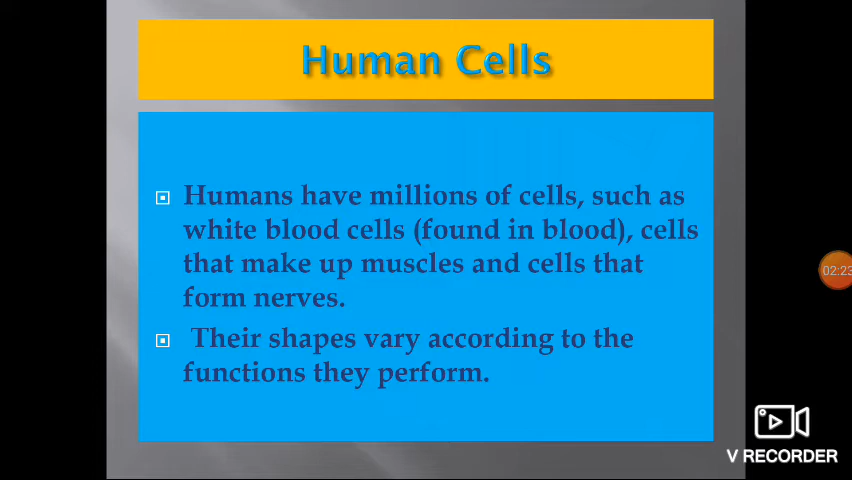 Human Cells
Humans have millions of cells, such as
white blood cells (found in blood), cells
that make up muscles and cells that
form nerves.
Their shapes vary according to the
functions they perform.
02:23
V RECORDER